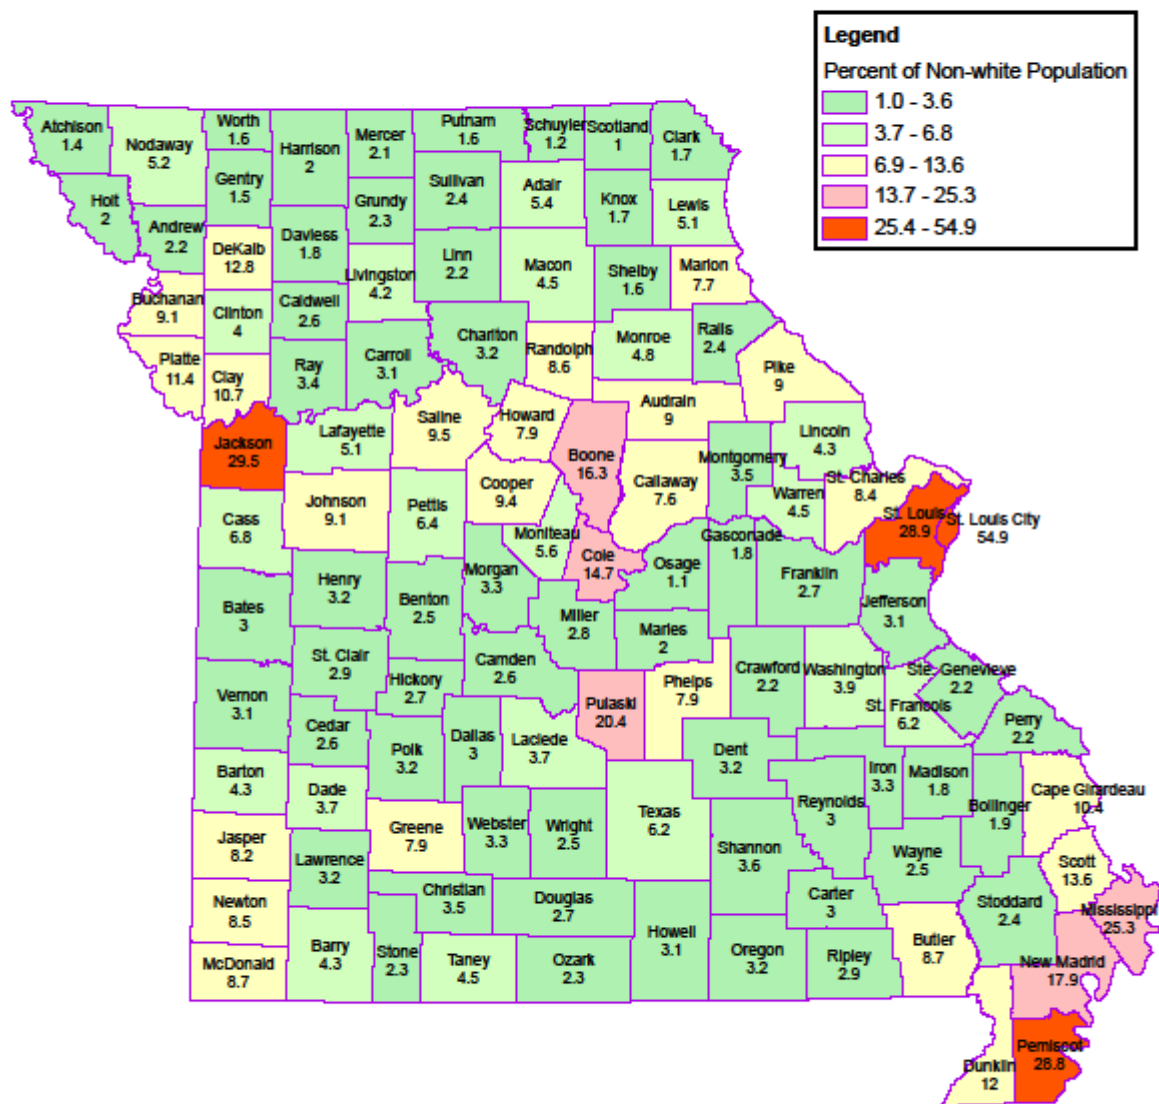 Legend
Percent of Non-white Population
1.0 - 3.6
3.7 - 6.8
6.9 - 13.6
13.7 - 25.3
25.4 - 54.9
Atchison
1.4
Nodaway
5.2
Worth
1.6
Harrison
2
Mercer
2.1
Putnam
1.6
Schuyler
1.2
Scotland
1
Clark
1.7
Holt
2
Andrew
2.2
Gentry
1.5
Grundy
2.3
Sullivan
2.4
Adair
5.4
Knox
1.7
Lewis
5.1
DeKalb
12.8
Daviess
1.8
Livingston
4.2
Linn
2.2
Macon
4.5
Shelby
1.6
Marion
7.7
Buchanan
9.1
Clinton
4
Caldwell
2.6
Chariton
3.2
Randolph
8.6
Monroe
4.8
Ralls
2.4
Pike
9
Platte
11.4
Clay
10.7
Ray
3.4
Carroll
3.1
Jackson
29.5
Lafayette
5.1
Saline
9.5
Howard
7.9
Boone
16.3
Audrain
9
Callaway
7.6
Montgomery
3.5
Lincoln
4.3
Warren
4.5
St. Charles
8.4
St. Louis
28.9
St. Louis City
54.9
Cass
6.8
Johnson
9.1
Pettis
6.4
Cooper
9.4
Moniteau
5.6
Cole
14.7
Osage
1.1
Gasconade
1.8
Franklin
2.7
Jefferson
3.1
Bates
3
Henry
3.2
Benton
2.5
Morgan
3.3
Miller
2.8
Maries
2
Vernon
3.1
St. Clair
2.9
Hickory
2.7
Camden
2.6
Pulaski
20.4
Phelps
7.9
Crawford
2.2
Washington
3.9
Ste. Genevieve
2.2
St. Francois
6.2
Perry
2.2
Cedar
2.6
Polk
3.2
Dallas
3
Laclede
3.7
Dent
3.2
Iron
3.3
Madison
1.8
Bollinger
1.9
Cape Girardeau
10.4
Barton
4.3
Dade
3.7
Greene
7.9
Webster
3.3
Wright
2.5
Texas
6.2
Shannon
3.6
Reynolds
3
Wayne
2.5
Scott
13.6
Jasper
8.2
Lawrence
3.2
Christian
3.5
Douglas
2.7
Howell
3.1
Carter
3
Stoddard
2.4
Mississippi
25.3
Newton
8.5
McDonald
8.7
Barry
4.3
Stone
2.3
Taney
4.5
Ozark
2.3
Oregon
3.2
Ripley
2.9
Butler
8.7
New Madrid
17.9
Dunklin
12
Pemiscot
28.8